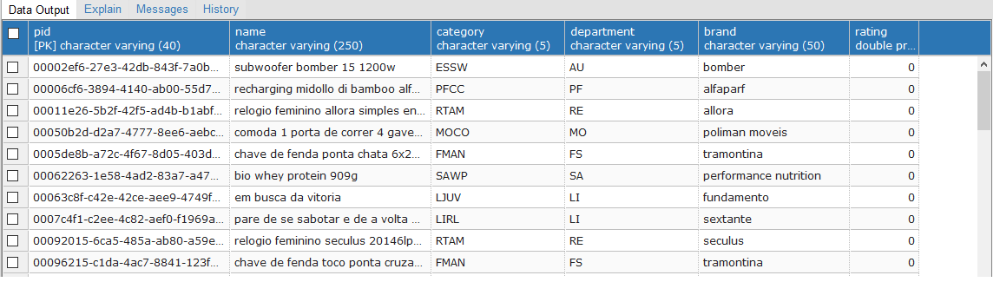 Data Output Explain Messages History
pid name category department brand rating
[PK] character varying (40) character varying (250) character varying (5) character varying (5) character varying (50) double pr...
00002ef6-27e3-42db-843f-7a0b... subwoofer bomber 15 1200w ESSW AU bomber 0
00006cf6-3894-4140-ab00-55d7... recharging midollo di bamboo alf... PFCC PF alfaparf 0
00011e26-5b2f-42f5-ad4b-b1abf... relogio feminino allora simples en... RTAM RE allora 0
00050b2d-d2a7-4777-8ee6-aebc... comoda 1 porta de correr 4 gave... MOCO MO poliman moveis 0
0005de8b-a72c-4f67-8d05-403d... chave de fenda ponta chata 6x2... FMAN FS tramontina 0
00062263-1e58-4ad2-83a7-a47... bio whey protein 909g SAWP SA performance nutrition 0
00063c8f-c42e-42ce-aee9-4749f... em busca da vitoria LJUV LI fundamento 0
0007c4f1-c2ee-4c82-aef0-f1969a... pare de se sabotar e de a volta ... LIRL LI sextante 0
00092015-6ca5-485a-ab80-a59e... relogio feminino seculus 20146lp... RTAM RE seculus 0
00096215-c1da-4ac7-8841-123f... chave de fenda toco ponta cruza... FMAN FS tramontina 0